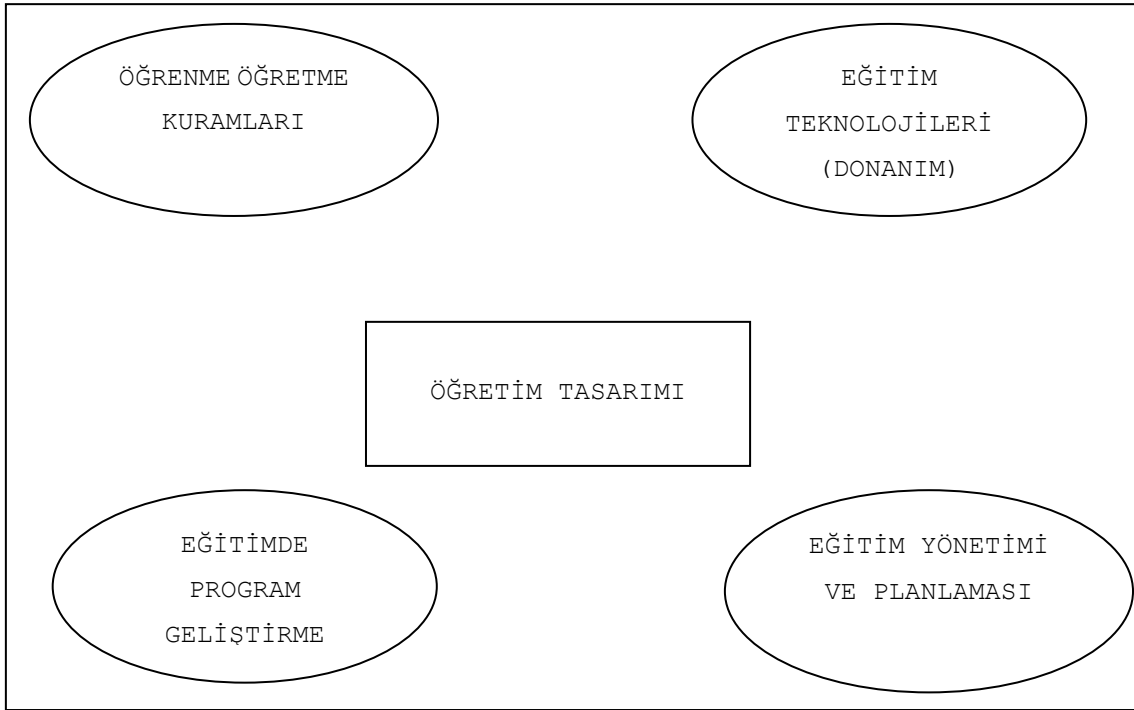 ÖĞRENME ÖĞRETME
KURAMLARI
EĞİTİM
TEKNOLOJİLERİ
(DONANIM)
ÖĞRETİM TASARIMI
EĞİTİMDE
PROGRAM
GELİŞTİRME
EĞİTİM YÖNETİMİ
VE PLANLAMASI